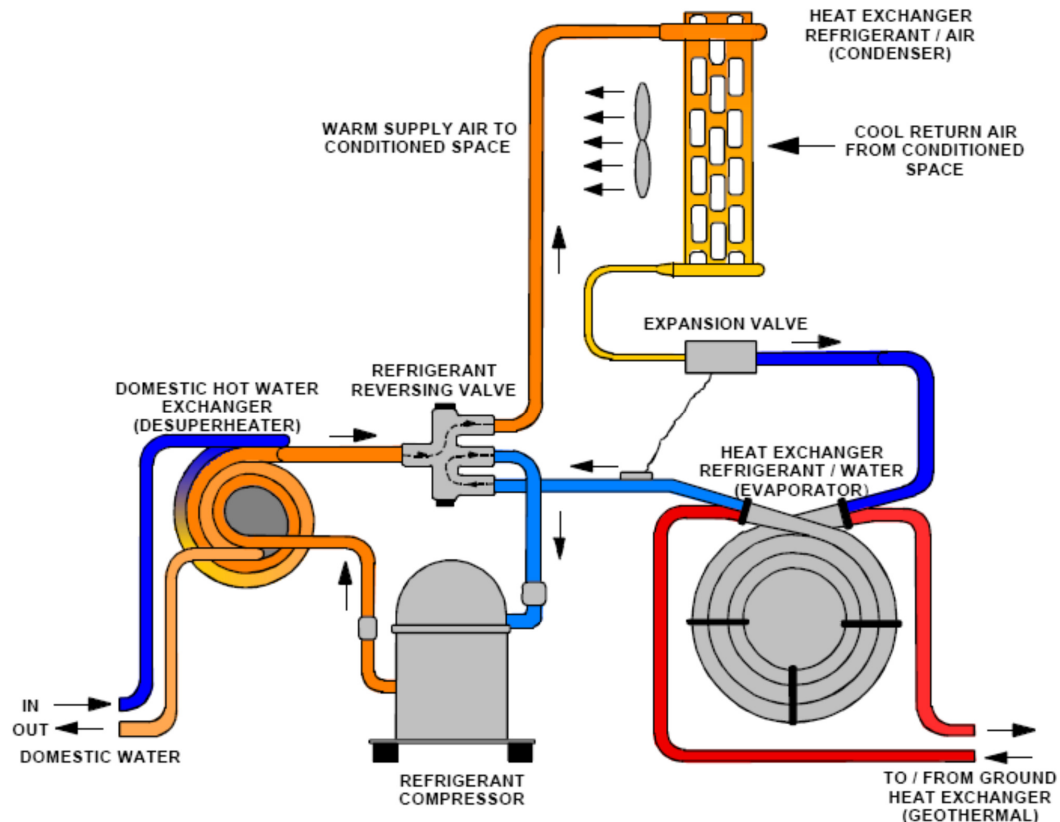 HEAT EXCHANGER
REFRIGERANT / AIR
(CONDENSER)
WARM SUPPLY AIR TO
CONDITIONED SPACE
COOL RETURN AIR
FROM CONDITIONED
SPACE
EXPANSION VALVE
REFRIGERANT
REVERSING VALVE
DOMESTIC HOT WATER
EXCHANGER
(DESUPERHEATER)
HEAT EXCHANGER
REFRIGERANT / WATER
(EVAPORATOR)
IN
OUT
DOMESTIC WATER
REFRIGERANT
COMPRESSOR
TO / FROM GROUND
HEAT EXCHANGER
(GEOTHERMAL)